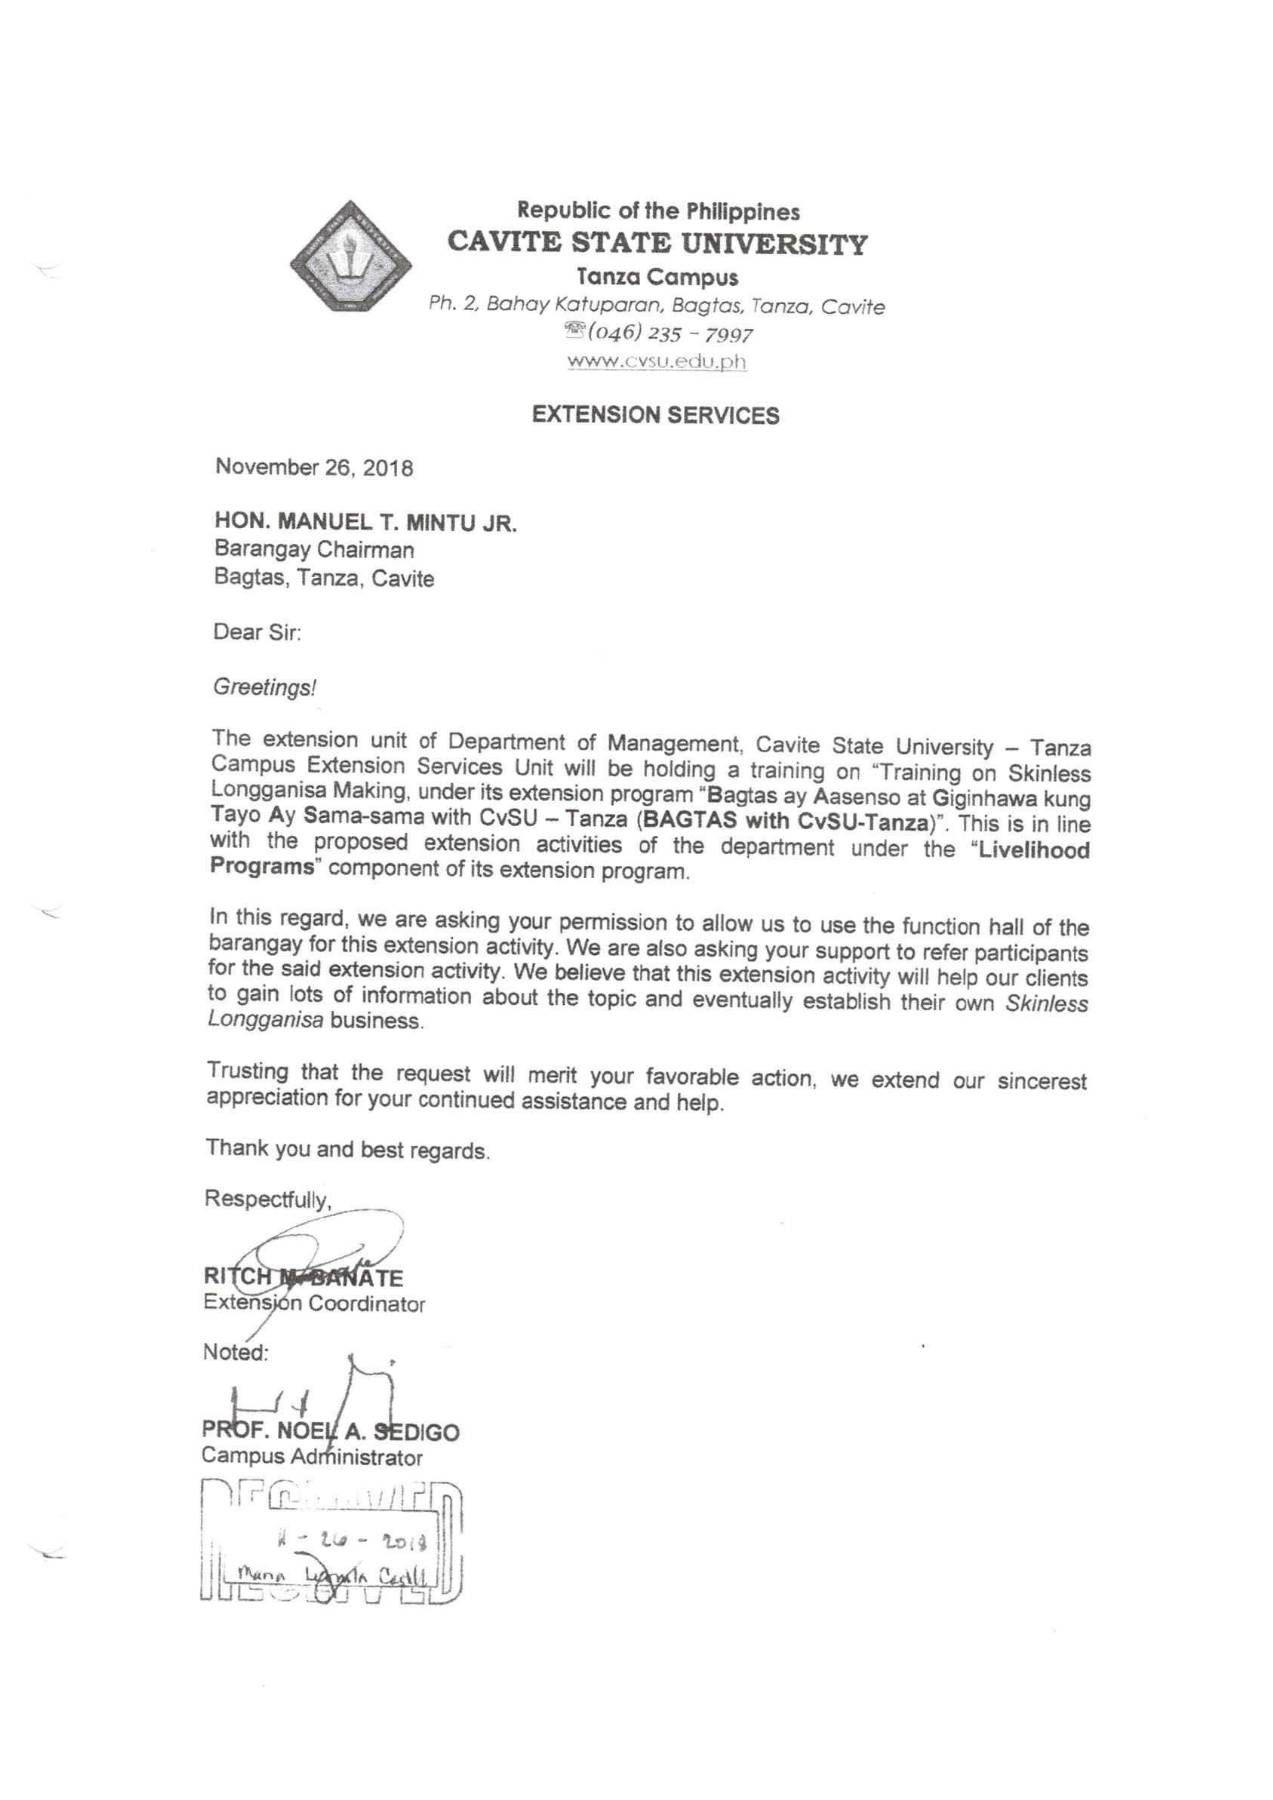 Republic of the Philippines
CAVITE STATE UNIVERSITY
Tanza Campus
Ph. 2, Bahay Katuparan, Bagtas, Tanza, Cavite
☎(046) 235 - 7997
www.cvsu.edu.ph
EXTENSION SERVICES
November 26, 2018
HON. MANUEL T. MINTU JR.
Barangay Chairman
Bagtas, Tanza, Cavite
Dear Sir:
Greetings!
The extension unit of Department of Management, Cavite State University – Tanza
Campus Extension Services Unit will be holding a training on “Training on Skinless
Longganisa Making, under its extension program “Bagtas ay Aasenso at Giginhawa kung
Tayo Ay Sama-sama with CvSU – Tanza (BAGTAS with CvSU-Tanza)”. This is in line
with the proposed extension activities of the department under the “Livelihood
Programs” component of its extension program.
In this regard, we are asking your permission to allow us to use the function hall of the
barangay for this extension activity. We are also asking your support to refer participants
for the said extension activity. We believe that this extension activity will help our clients
to gain lots of information about the topic and eventually establish their own Skinless
Longganisa business.
Trusting that the request will merit your favorable action, we extend our sincerest
appreciation for your continued assistance and help.
Thank you and best regards.
Respectfully,
RITCH M. BANATE
Extension Coordinator
Noted:
PROF. NOEL A. SEDIGO
Campus Administrator
RECEIVED
11 - 26 - 2018